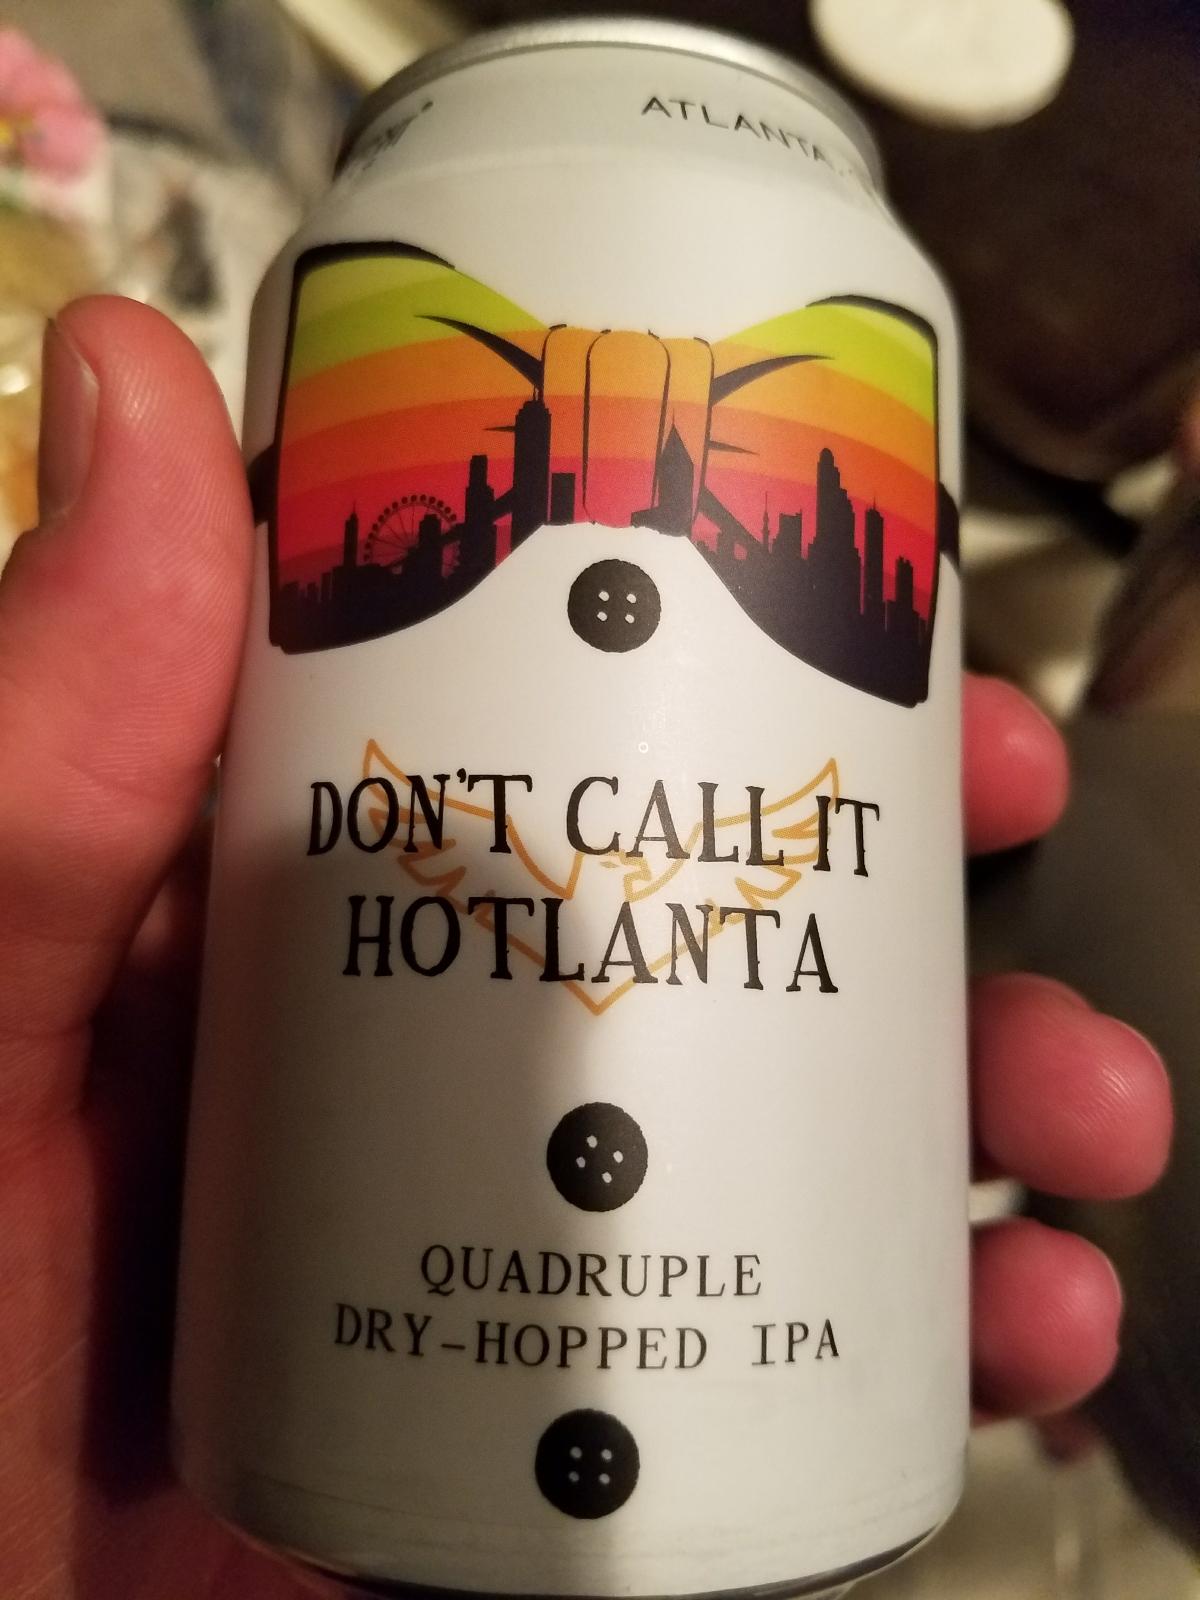 ATLANTA,
DON'T CALL IT
HOTLANTA
QUADRUPLE
DRY-HOPPED IPA